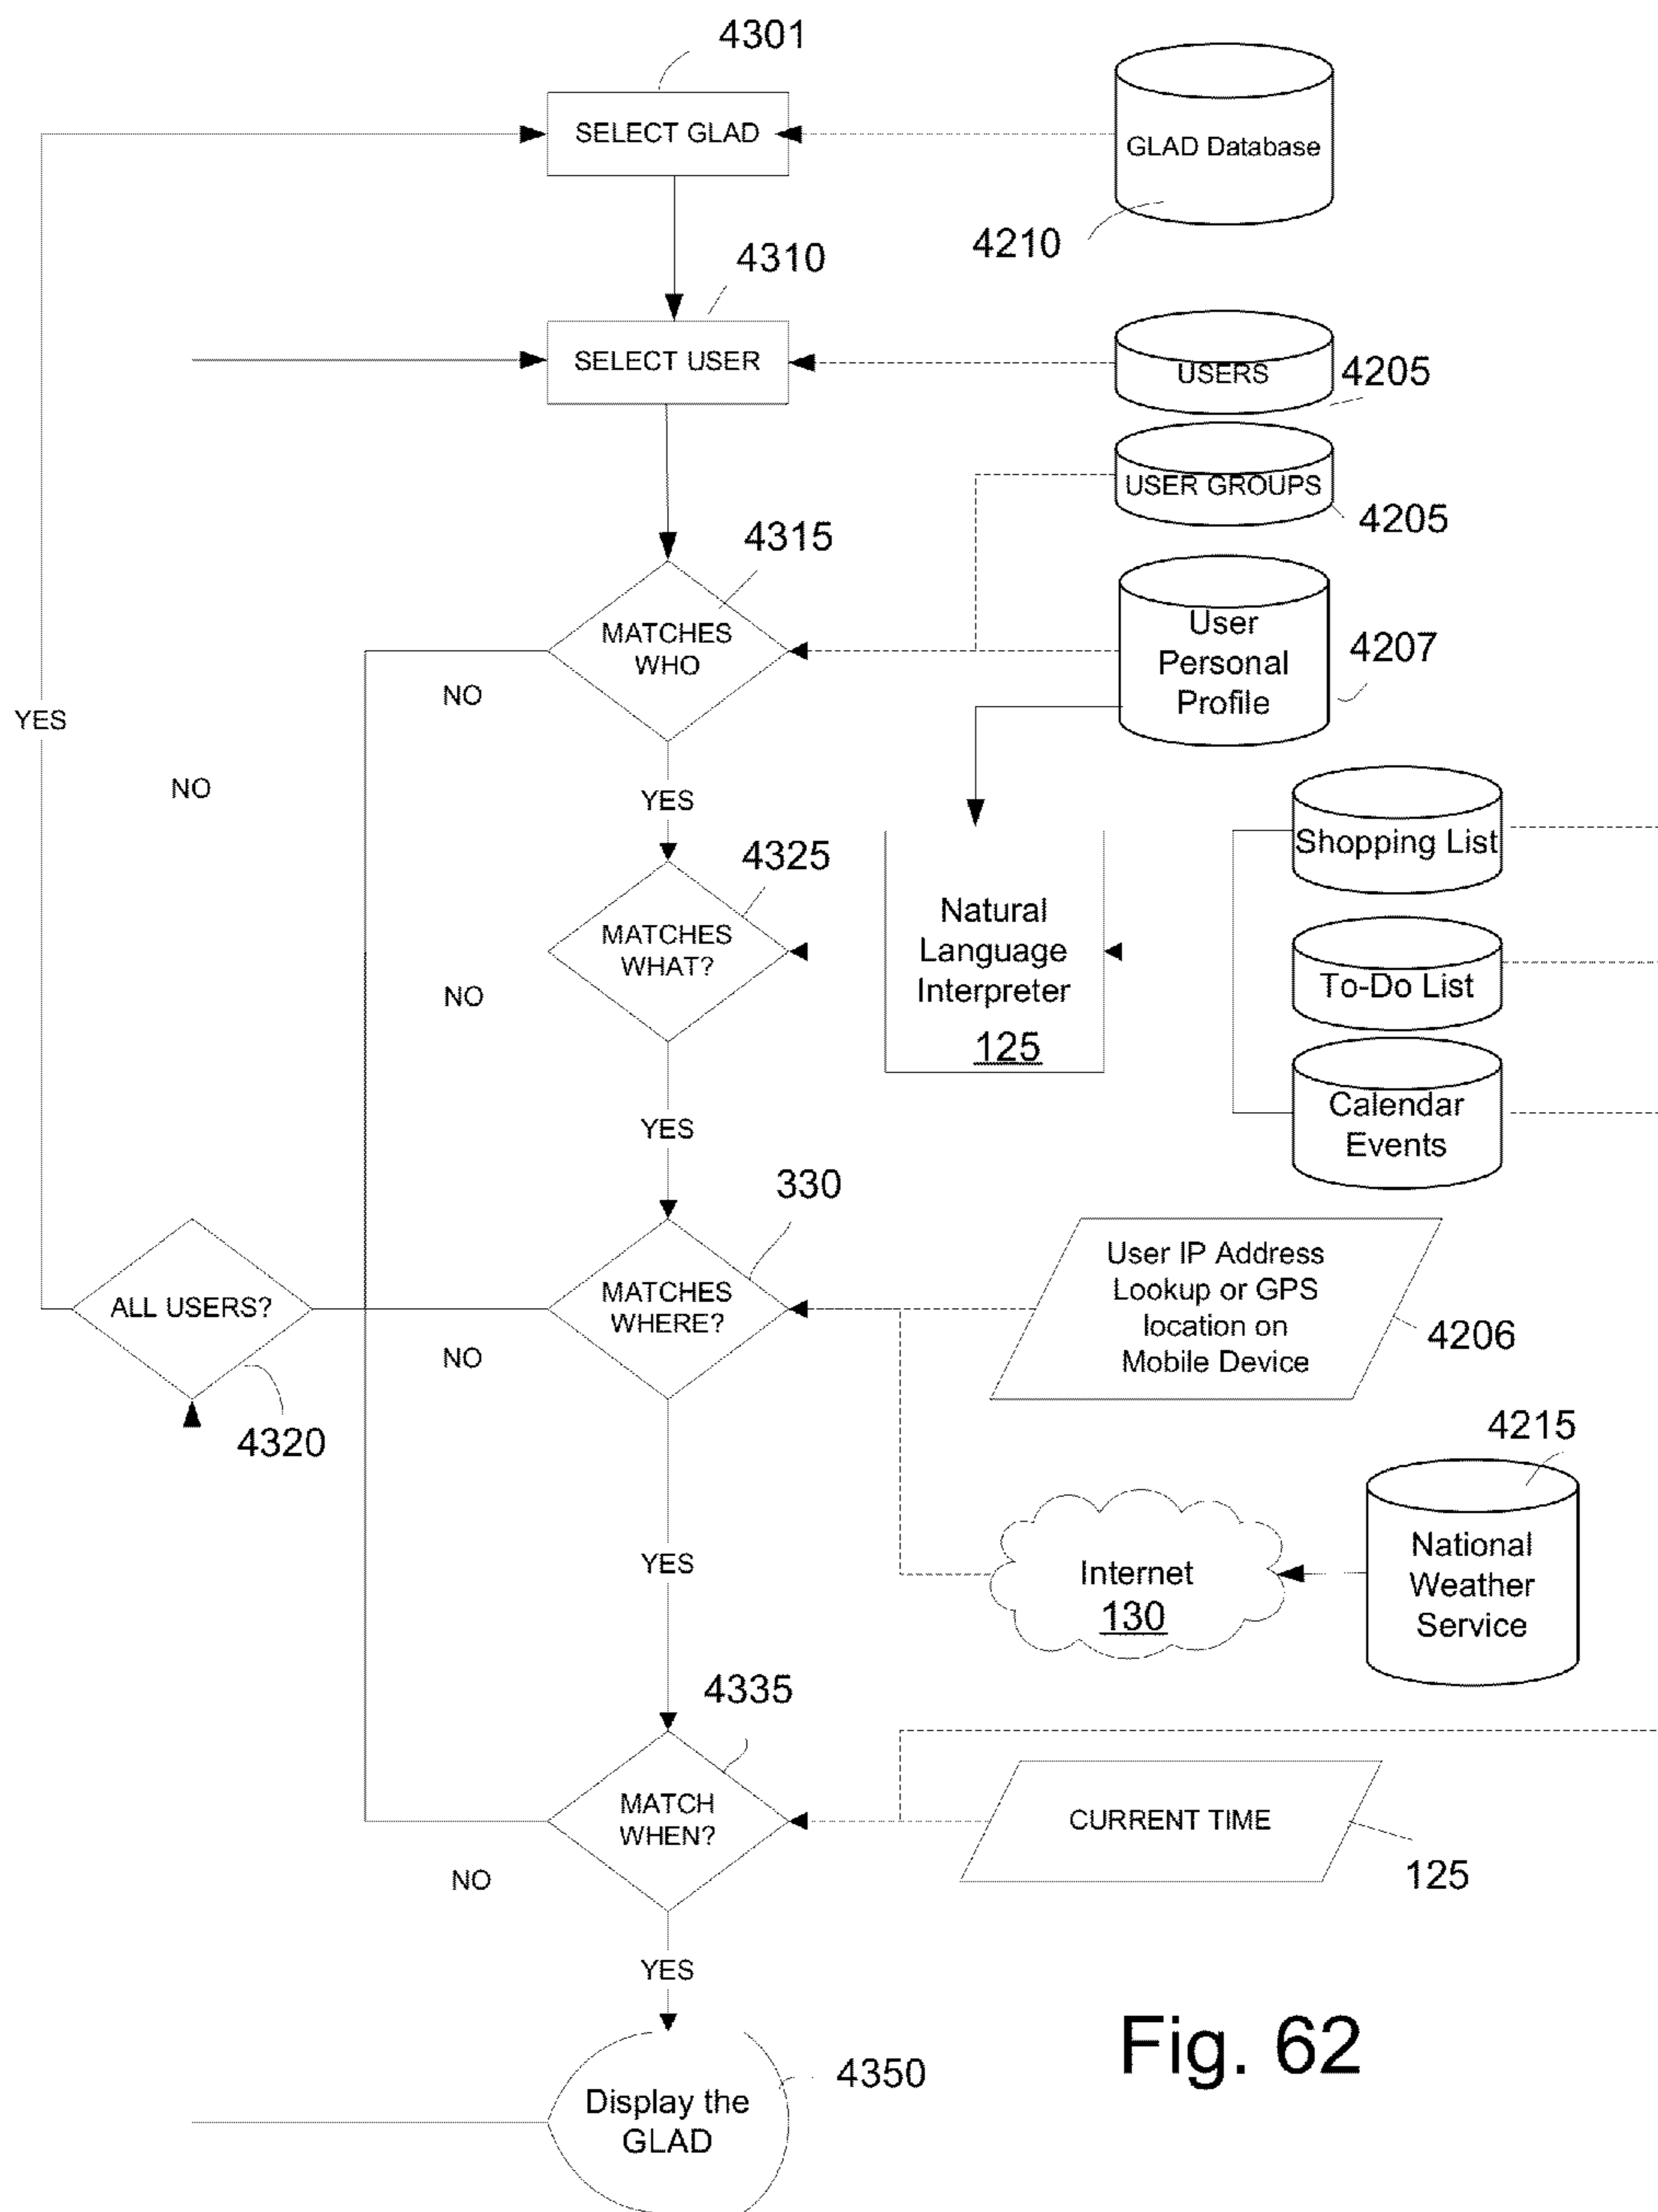 4301
SELECT GLAD
GLAD Database
4210
4310
SELECT USER
USERS
4205
USER GROUPS
4205
4315
MATCHES
WHO
User
Personal
Profile
4207
NO
YES
NO
YES
Shopping List
4325
MATCHES
WHAT?
Natural
Language
Interpreter
125
To-Do List
NO
Calendar
Events
YES
330
ALL USERS?
MATCHES
WHERE?
User IP Address
Lookup or GPS
location on
Mobile Device
4206
NO
4320
4215
YES
Internet
130
National
Weather
Service
4335
MATCH
WHEN?
CURRENT TIME
125
NO
YES
Display the
GLAD
4350
Fig. 62